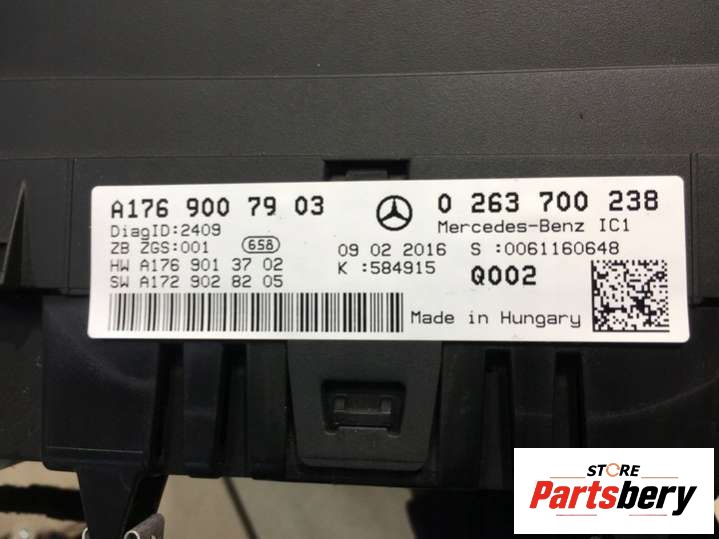 A176 900 79 03
0 263 700 238
DiagID:2409
Mercedes-Benz IC1
ZB ZGS:001 658
09 02 2016 S :0061160648
HW A176 901 37 02
K :584915 Q002
SW A172 902 82 05
Made in Hungary
STORE
Partsbery